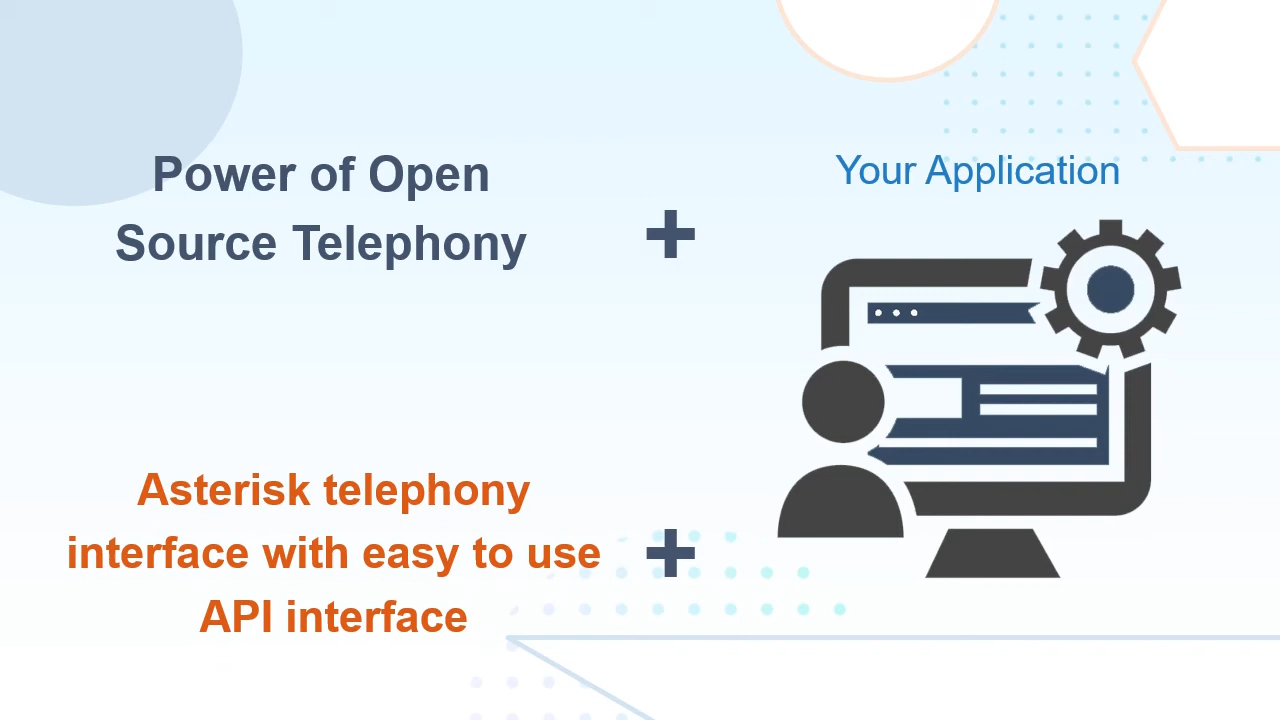 Power of Open
Source Telephony
+
Your Application
Asterisk telephony
interface with easy to use
API interface
+